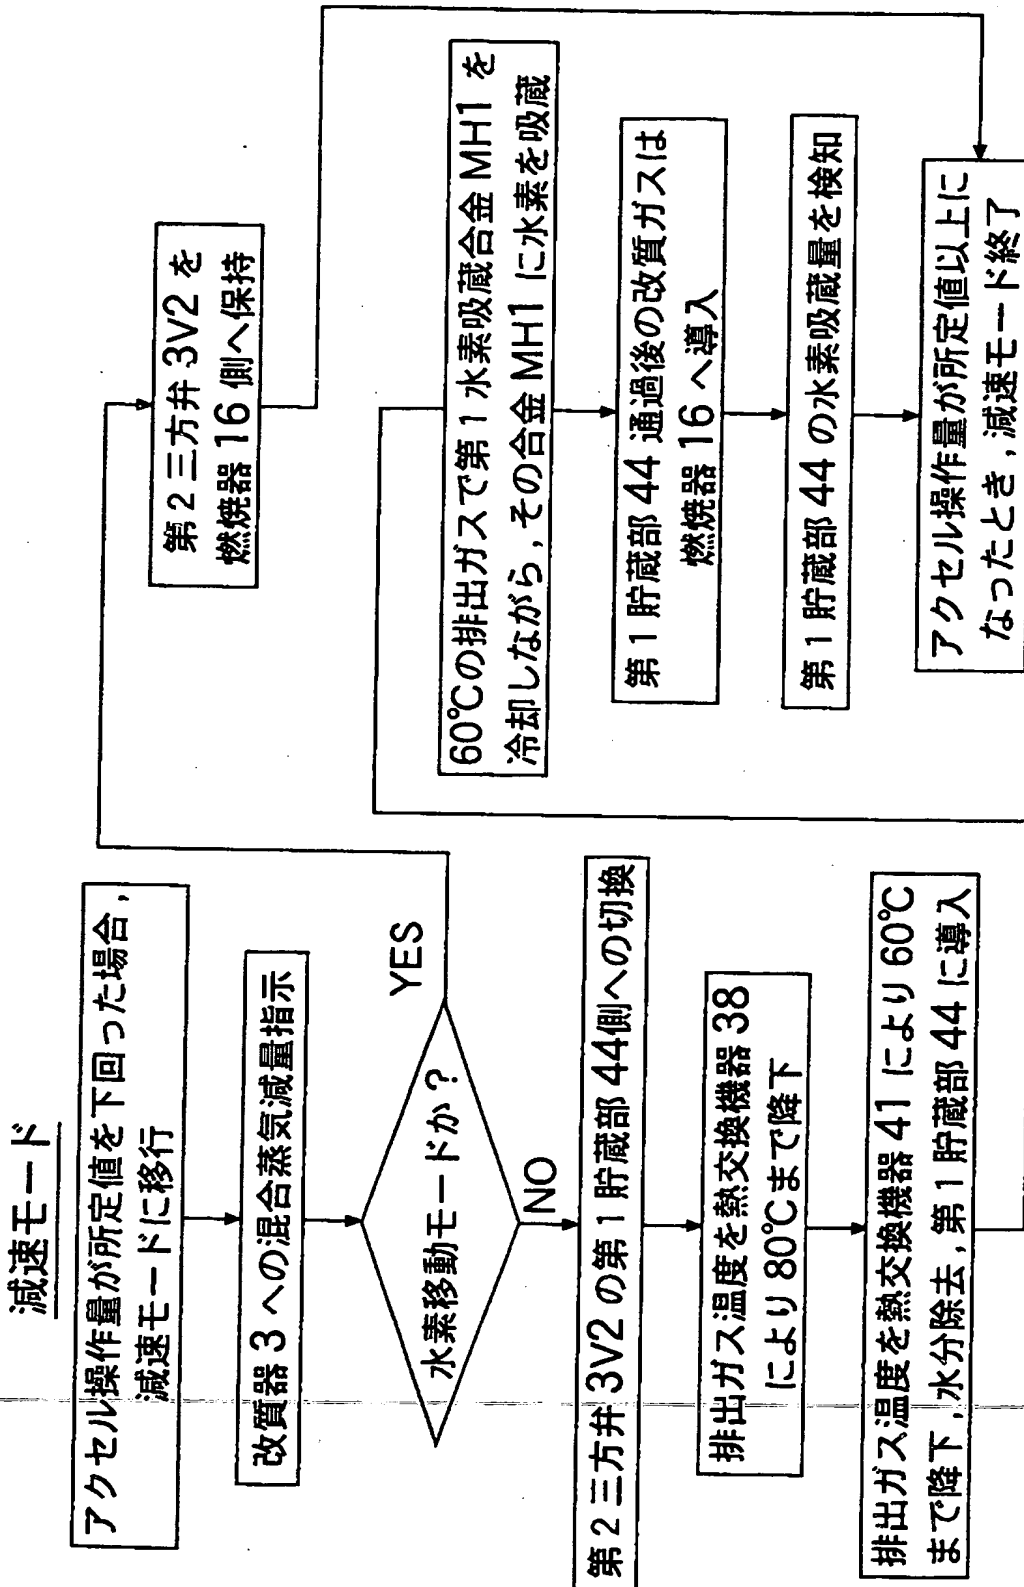 減速モード
アクセル操作量が所定値を下回った場合，
減速モードに移行
改質器 3 への混合蒸気減量指示
水素移動モードか？
YES
NO
第 2 三方弁 3V2 の第 1 貯蔵部 44側への切換
排出ガス温度を熱交換機器 38
により 80℃まで降下
排出ガス温度を熱交換機器 41 により 60℃
まで降下，水分除去，第 1 貯蔵部 44 に導入
第 2 三方弁 3V2 を
燃焼器 16 側へ保持
60℃の排出ガスで第 1 水素吸蔵合金 MH1 を
冷却しながら，その合金 MH1 に水素を吸蔵
第 1 貯蔵部 44 通過後の改質ガスは
燃焼器 16 へ導入
第 1 貯蔵部 44 の水素吸蔵量を検知
アクセル操作量が所定値以上に
なったとき，減速モード終了